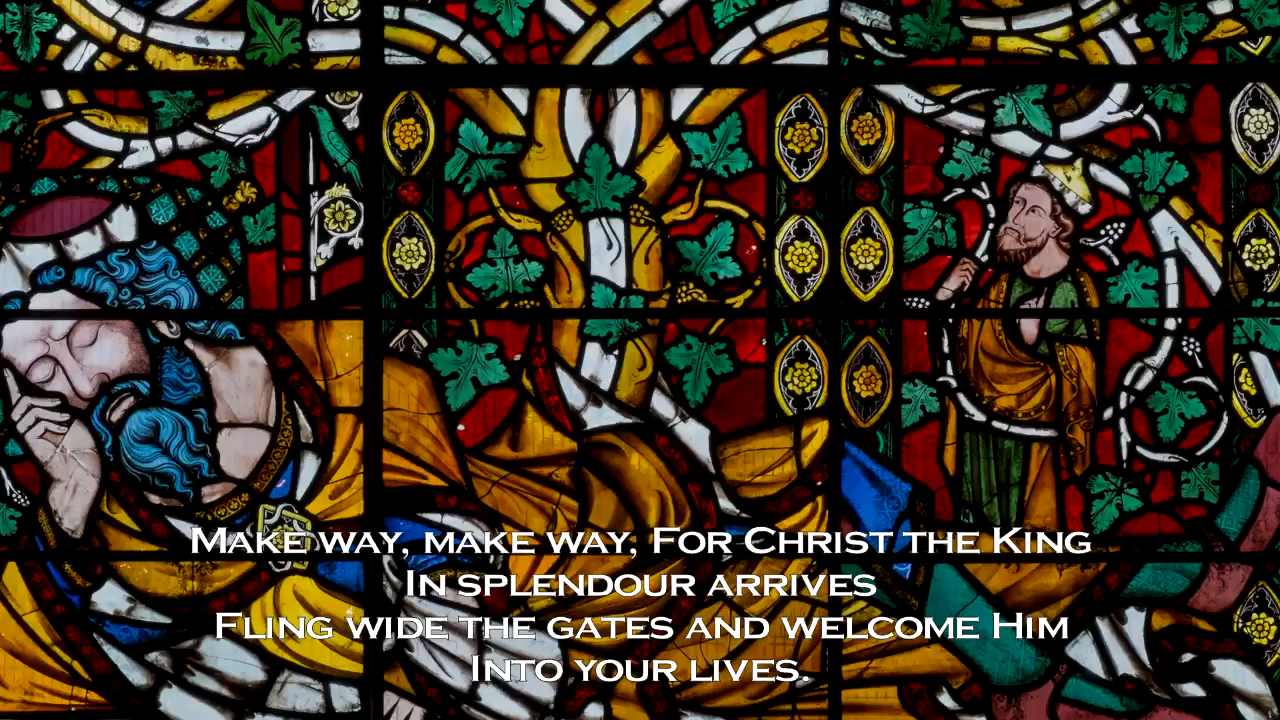 Make way, make way, For Christ the King
In splendour arrives
Fling wide the gates and welcome Him
Into your lives.